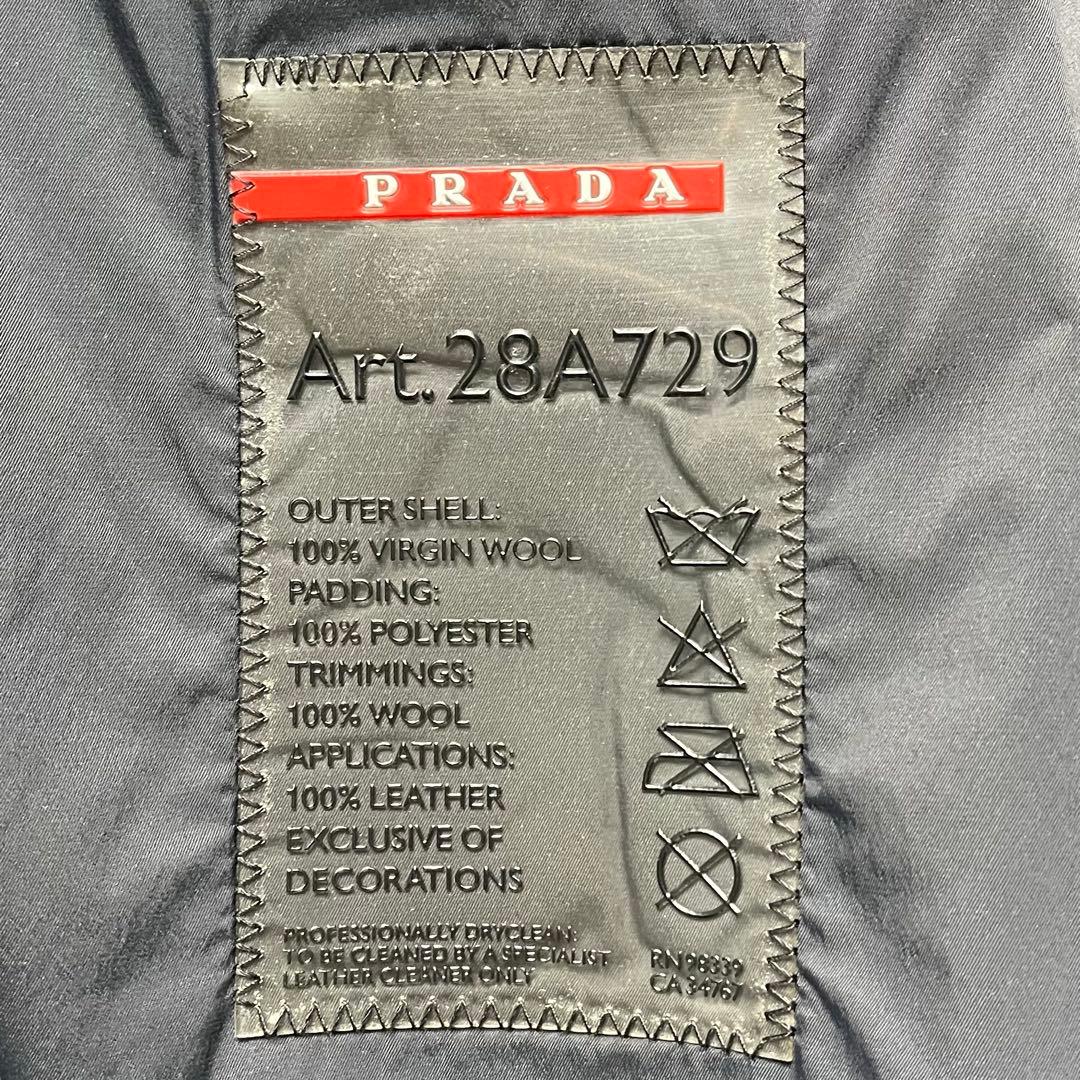 PRADA
Art. 28A729
OUTER SHELL:
100% VIRGIN WOOL
PADDING:
100% POLYESTER
TRIMMINGS:
100% WOOL
APPLICATIONS:
100% LEATHER
EXCLUSIVE OF
DECORATIONS
PROFESSIONALLY DRYCLEAN:
TO BE CLEANED BY A SPECIALIST
LEATHER CLEANER ONLY
RN 98339
CA 34767